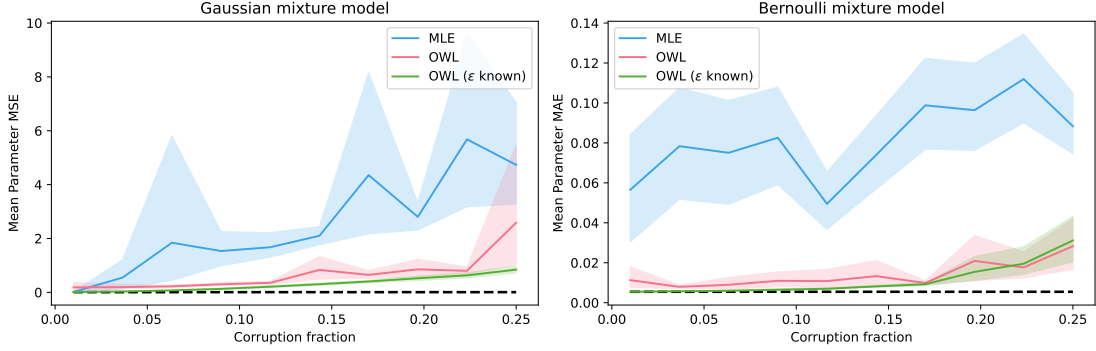 Gaussian mixture model
10
8
6
4
2
0
Mean Parameter MSE
MLE
OWL
OWL (ε known)
0.00
0.05
0.10
0.15
0.20
0.25
Corruption fraction
Bernoulli mixture model
0.14
0.12
0.10
0.08
0.06
0.04
0.02
0.00
Mean Parameter MAE
MLE
OWL
OWL (ε known)
0.00
0.05
0.10
0.15
0.20
0.25
Corruption fraction